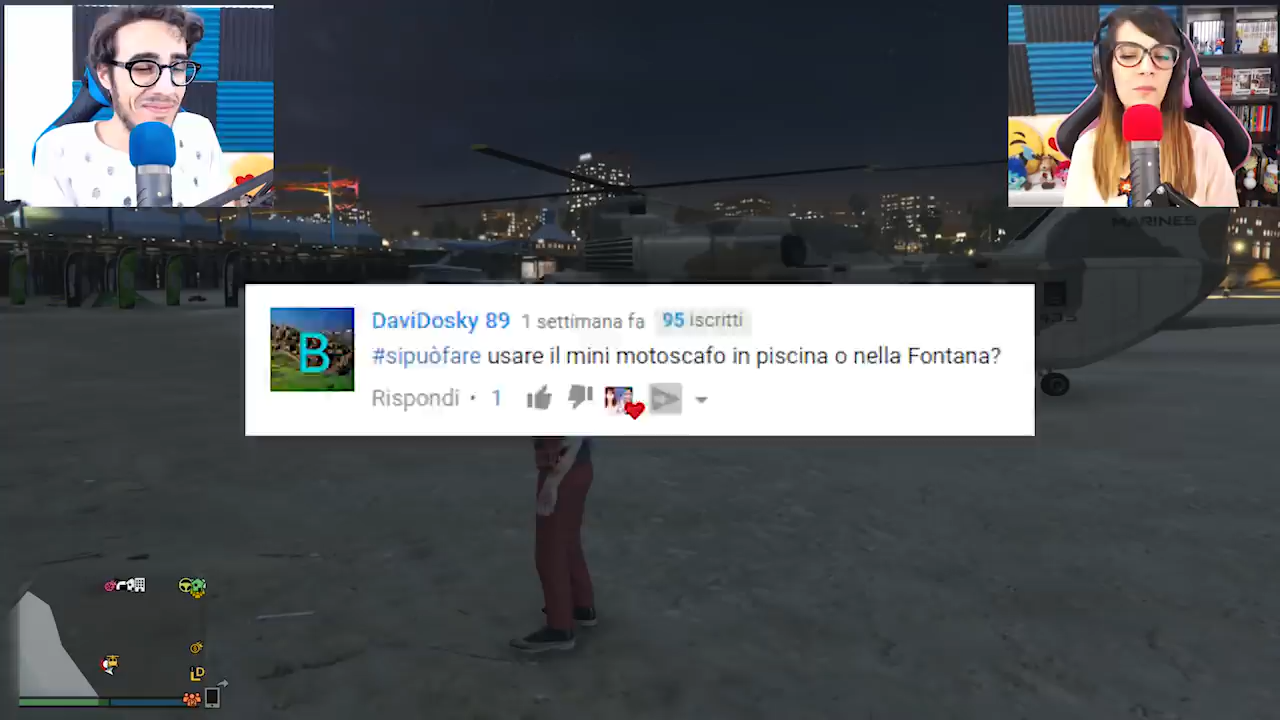 MARINES
B
DaviDosky 89 1 settimana fa 95 iscritti
#sipuòfare usare il mini motoscafo in piscina o nella Fontana?
Rispondi • 1
LD